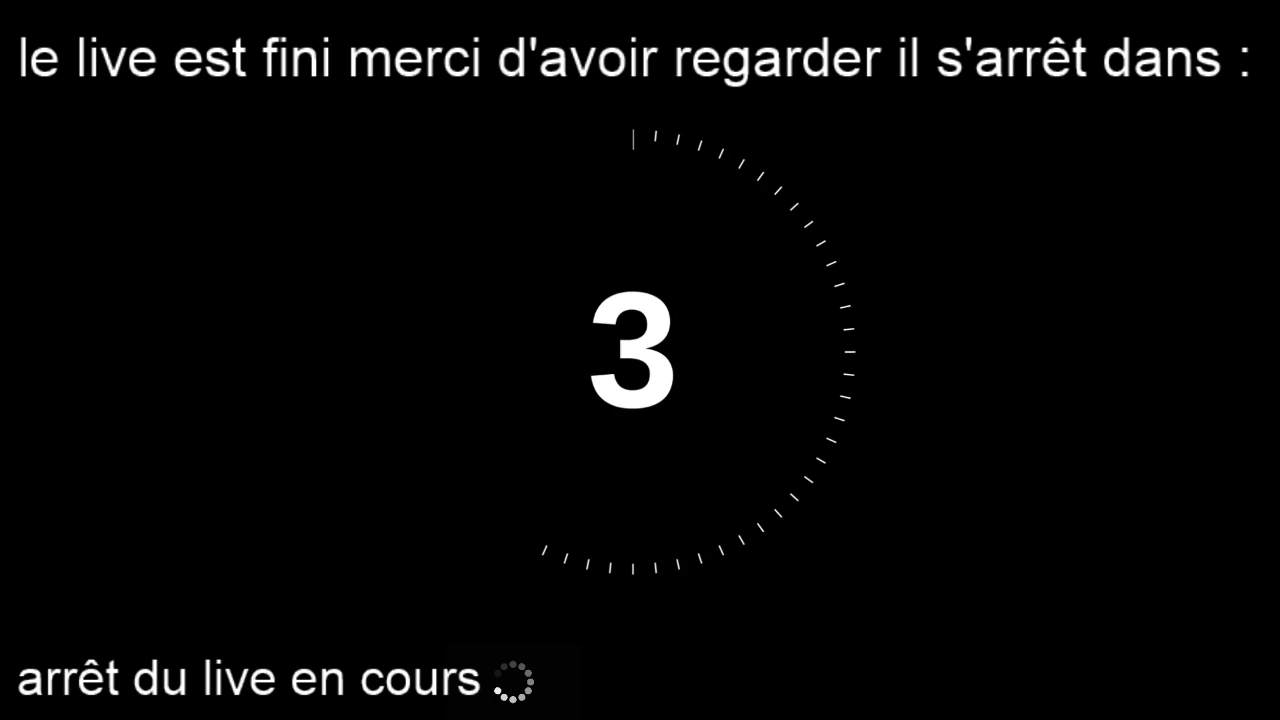 le live est fini merci d'avoir regarder il s'arrêt dans :
3
arrêt du live en cours